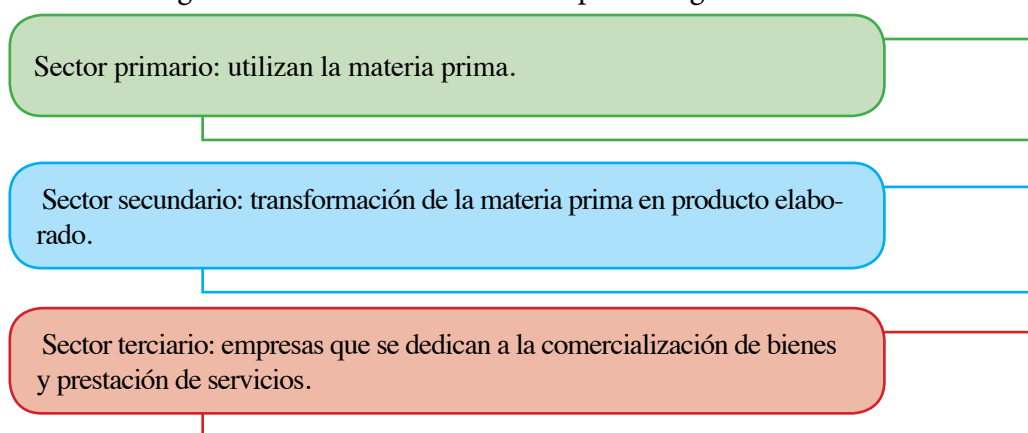 Sector primario: utilizan la materia prima.
Sector secundario: transformación de la materia prima en producto elabo-
rado.
Sector terciario: empresas que se dedican a la comercialización de bienes
y prestación de servicios.